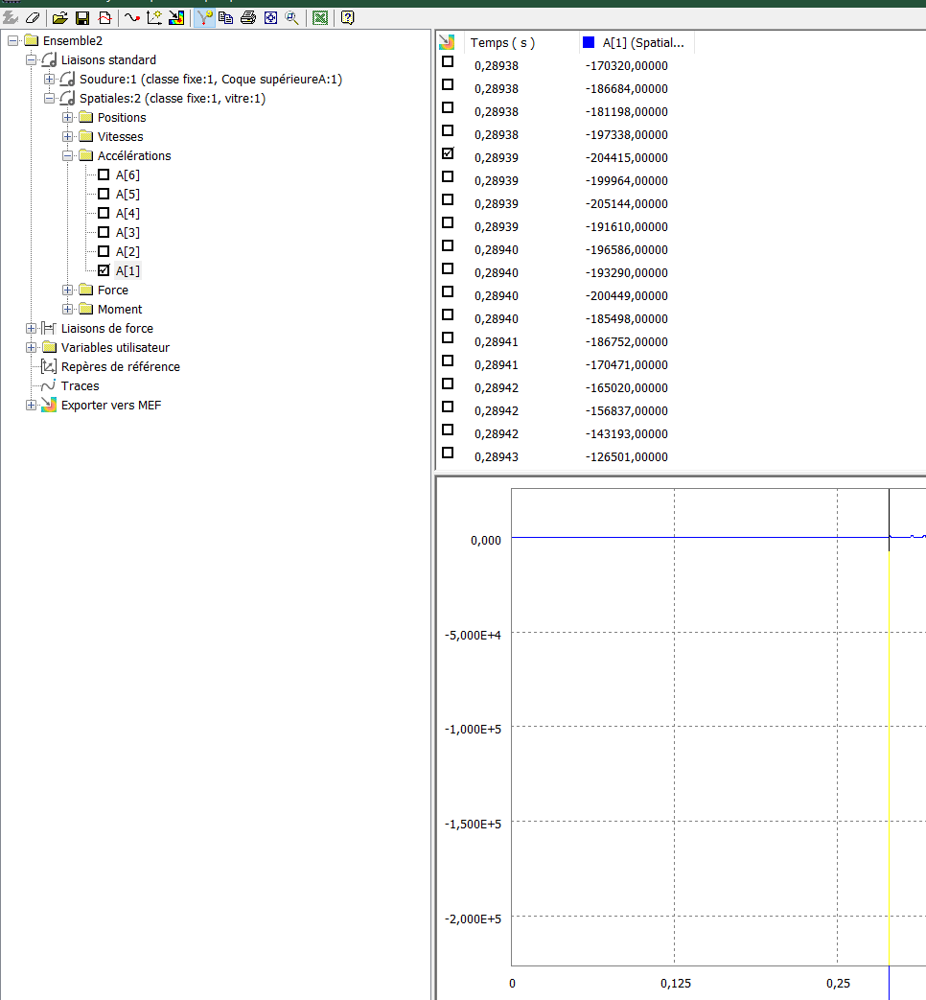 Ensemble2
Liaisons standard
Soudure:1 (classe fixe:1, Coque supérieureA:1)
Spatiales:2 (classe fixe:1, vitre:1)
Positions
Vitesses
Accélérations
A[6]
A[5]
A[4]
A[3]
A[2]
A[1]
Force
Moment
Liaisons de force
Variables utilisateur
Repères de référence
Traces
Exporter vers MEF
Temps ( s ) A[1] (Spatial...
0,28938 -170320,00000
0,28938 -186684,00000
0,28938 -181198,00000
0,28938 -197338,00000
0,28939 -204415,00000
0,28939 -199964,00000
0,28939 -205144,00000
0,28939 -191610,00000
0,28940 -196586,00000
0,28940 -193290,00000
0,28940 -200449,00000
0,28940 -185498,00000
0,28941 -186752,00000
0,28941 -170471,00000
0,28942 -165020,00000
0,28942 -156837,00000
0,28942 -143193,00000
0,28943 -126501,00000
0,000
-5,000E+4
-1,000E+5
-1,500E+5
-2,000E+5
0 0,125 0,25